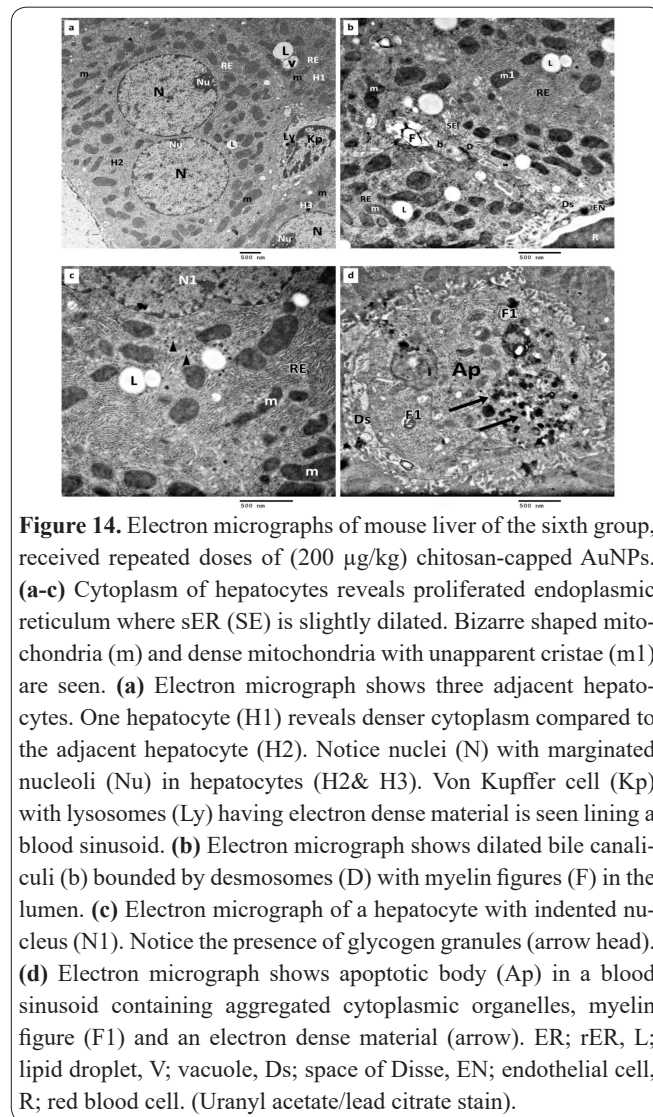 a
L
V
RE
RE
m
m
H1
N
Nu
Ly
Kp
Nu
L
H2
N
m
m
H3
N
Nu
500 nm
b
L
m
m1
RE
SE
F
b
D
RE
m
L
Ds
EN
R
500 nm
c
N1
RE
L
m
m
500 nm
d
F1
Ap
F1
Ds
500 nm
Figure 14. Electron micrographs of mouse liver of the sixth group,
received repeated doses of (200 µg/kg) chitosan-capped AuNPs.
(a-c) Cytoplasm of hepatocytes reveals proliferated endoplasmic
reticulum where sER (SE) is slightly dilated. Bizarre shaped mito-
chondria (m) and dense mitochondria with unapparent cristae (m1)
are seen. (a) Electron micrograph shows three adjacent hepato-
cytes. One hepatocyte (H1) reveals denser cytoplasm compared to
the adjacent hepatocyte (H2). Notice nuclei (N) with marginated
nucleoli (Nu) in hepatocytes (H2& H3). Von Kupffer cell (Kp)
with lysosomes (Ly) having electron dense material is seen lining a
blood sinusoid. (b) Electron micrograph shows dilated bile canali-
culi (b) bounded by desmosomes (D) with myelin figures (F) in the
lumen. (c) Electron micrograph of a hepatocyte with indented nu-
cleus (N1). Notice the presence of glycogen granules (arrow head).
(d) Electron micrograph shows apoptotic body (Ap) in a blood
sinusoid containing aggregated cytoplasmic organelles, myelin
figure (F1) and an electron dense material (arrow). ER; rER, L;
lipid droplet, V; vacuole, Ds; space of Disse, EN; endothelial cell,
R; red blood cell. (Uranyl acetate/lead citrate stain).